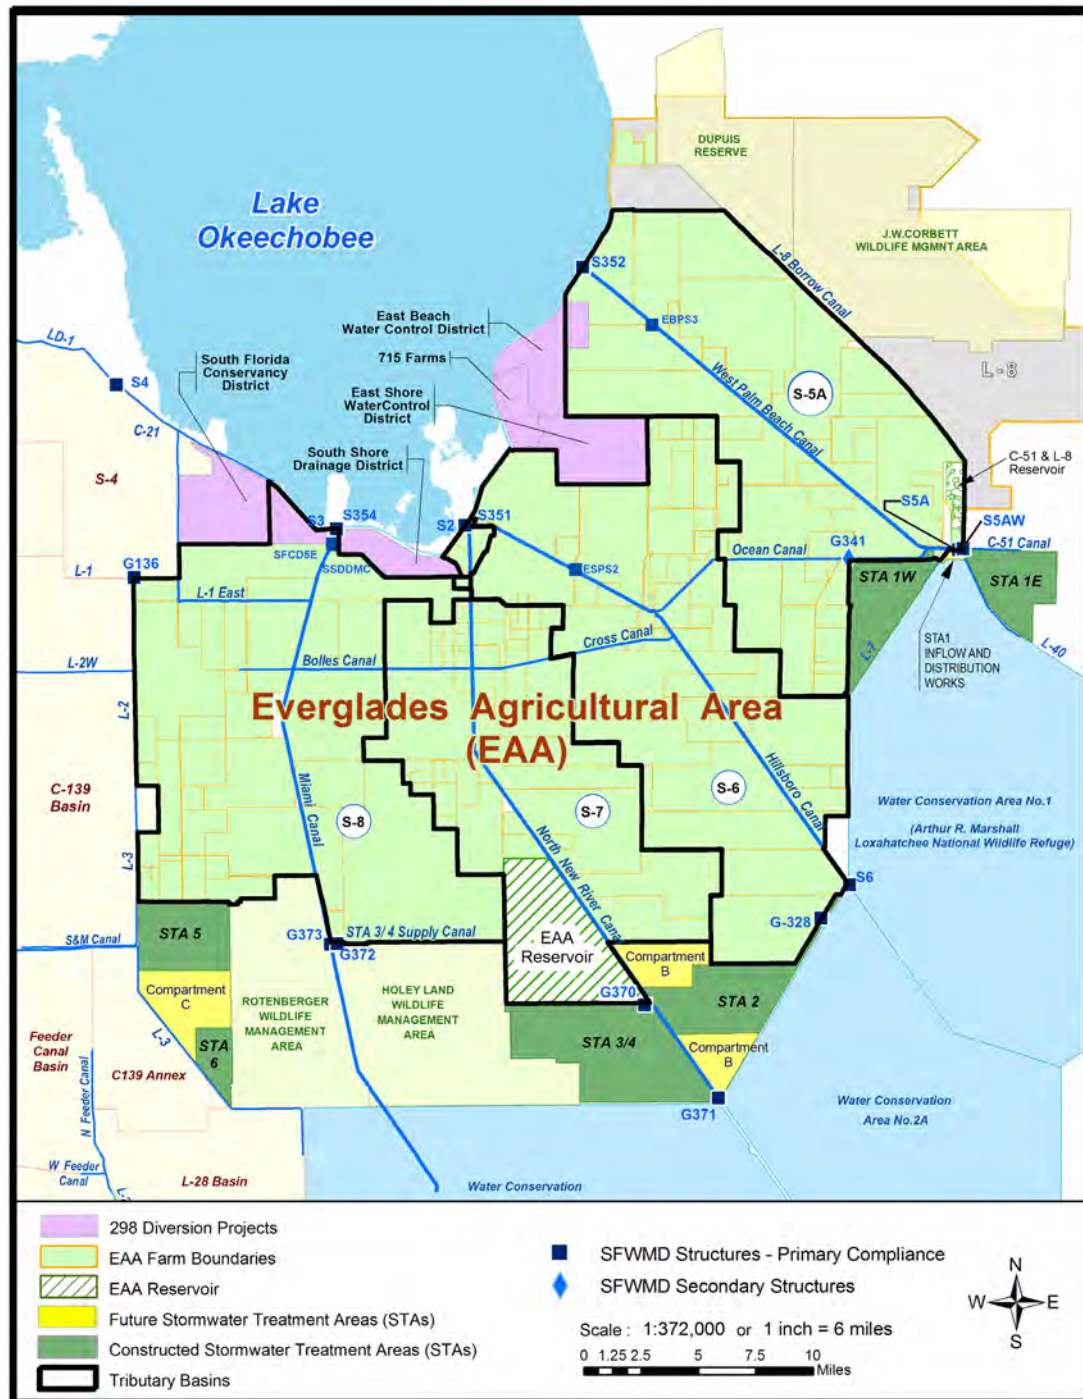 DUPUIS
RESERVE
Lake
Okeechobee
J.W.CORBETT
WILDLIFE MGMNT AREA
L-8 Borrow Canal
S352
EBPS3
East Beach
Water Control District
LD-1
South Florida
Conservancy
District
715 Farms
L-8
S4
East Shore
WaterControl
District
West Palm Beach Canal
S-5A
C-21
South Shore
Drainage District
C-51 & L-8
Reservoir
S-4
S5A
S3
S354
S2
S351
S5AW
SFCD5E
SSDDMC
G341
Ocean Canal
C-51 Canal
G136
L-1
ESPS2
STA 1W
STA 1E
L-1 East
Cross Canal
STA1
INFLOW AND
DISTRIBUTION
WORKS
L-7
L-40
L-2W
Bolles Canal
L-2
Everglades Agricultural Area
(EAA)
C-139
Basin
Miami Canal
S-8
S-7
S-6
Hillsboro Canal
Water Conservation Area No.1
(Arthur R. Marshall
Loxahatchee National Wildlife Refuge)
L-3
North New River Canal
S6
G-328
S&M Canal
STA 5
G373
G372
STA 3/ 4 Supply Canal
EAA
Reservoir
Compartment
B
Compartment
C
ROTENBERGER
WILDLIFE
MANAGEMENT
AREA
HOLEY LAND
WILDLIFE
MANAGEMENT
AREA
G370
STA 2
Feeder
Canal
Basin
L-3
STA
6
STA 3/4
Compartment
B
C139 Annex
N Feeder Canal
G371
Water Conservation
Area No.2A
W Feeder
Canal
L-28 Basin
Water Conservation
298 Diversion Projects
EAA Farm Boundaries
EAA Reservoir
Future Stormwater Treatment Areas (STAs)
Constructed Stormwater Treatment Areas (STAs)
Tributary Basins
SFWMD Structures - Primary Compliance
SFWMD Secondary Structures
Scale : 1:372,000 or 1 inch = 6 miles
0 1.25 2.5 5 7.5 10
Miles
N
W E
S